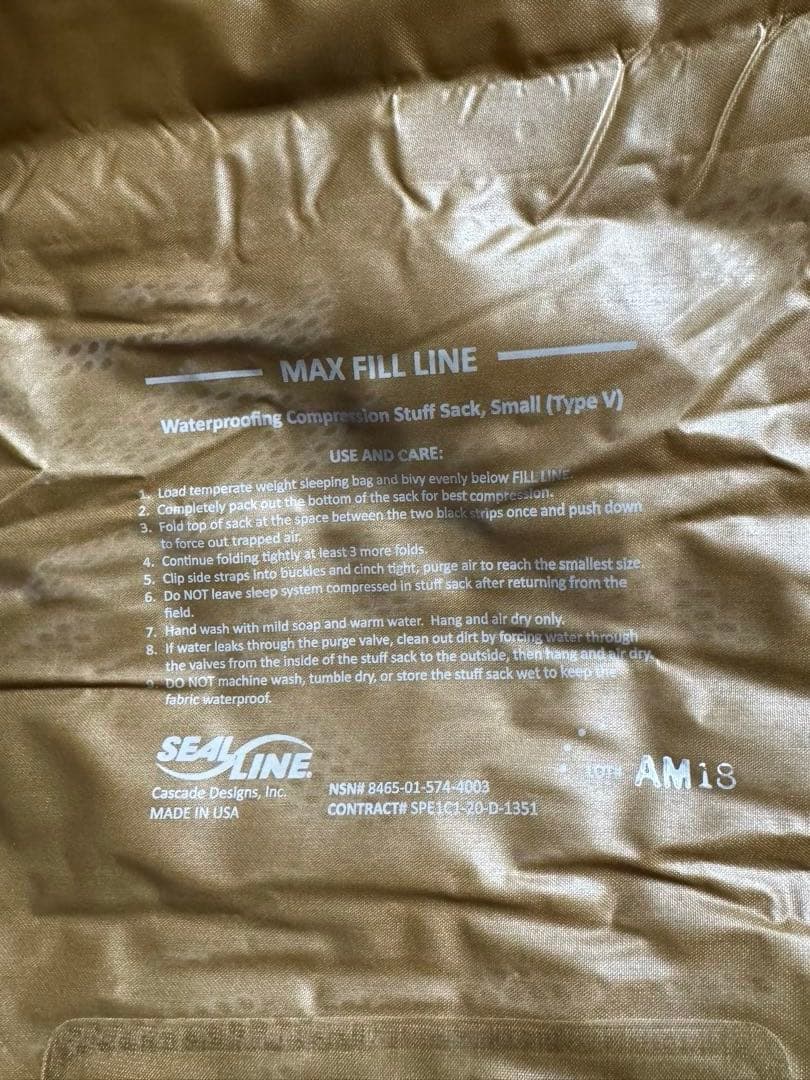 MAX FILL LINE
Waterproofing Compression Stuff Sack, Small (Type V)
USE AND CARE:
1. Load temperate weight sleeping bag and bivy evenly below FILL LINE.
2. Completely pack out the bottom of the sack for best compression.
3. Fold top of sack at the space between the two black strips once and push down
to force out trapped air.
4. Continue folding tightly at least 3 more folds.
5. Clip side straps into buckles and cinch tight, purge air to reach the smallest size.
6. Do NOT leave sleep system compressed in stuff sack after returning from the
field.
7. Hand wash with mild soap and warm water. Hang and air dry only.
8. If water leaks through the purge valve, clean out dirt by forcing water through
the valves from the inside of the stuff sack to the outside, then hang and air dry.
9. DO NOT machine wash, tumble dry, or store the stuff sack wet to keep the
fabric waterproof.
SEAL LINE.
Cascade Designs, Inc.
MADE IN USA
NSN# 8465-01-574-4003
CONTRACT# SPE1C1-20-D-1351
AM18